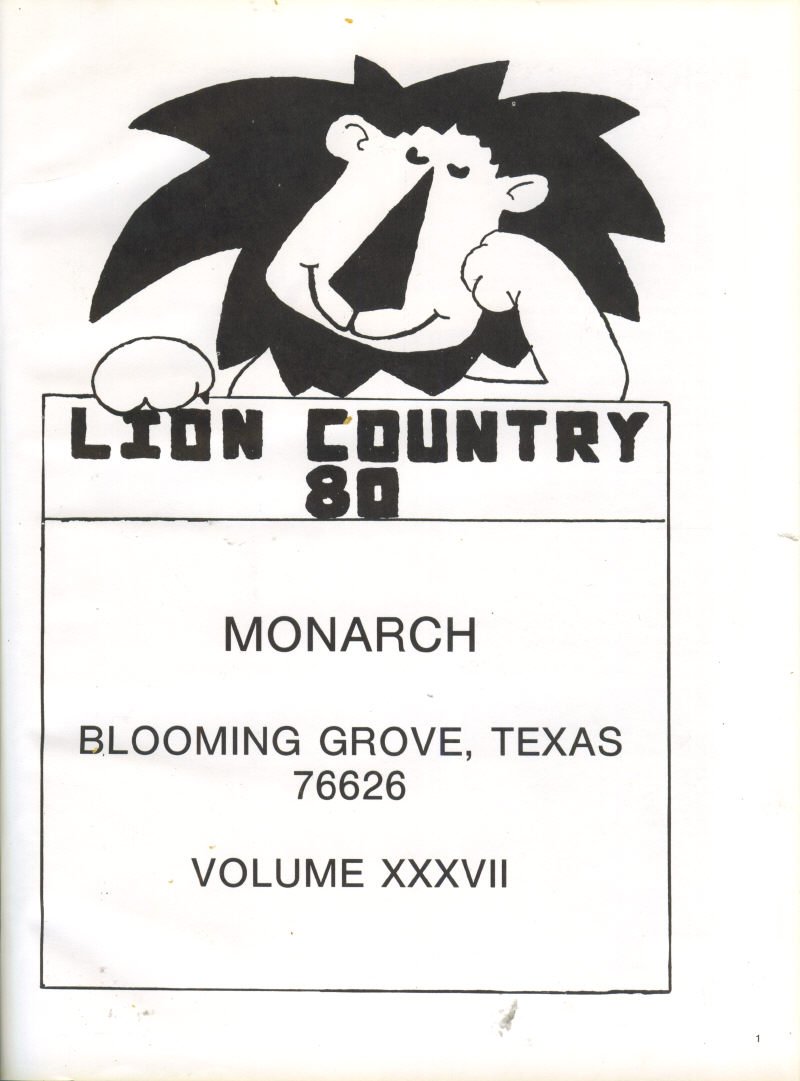 LION COUNTRY
80
MONARCH
BLOOMING GROVE, TEXAS
76626
VOLUME XXXVII
1